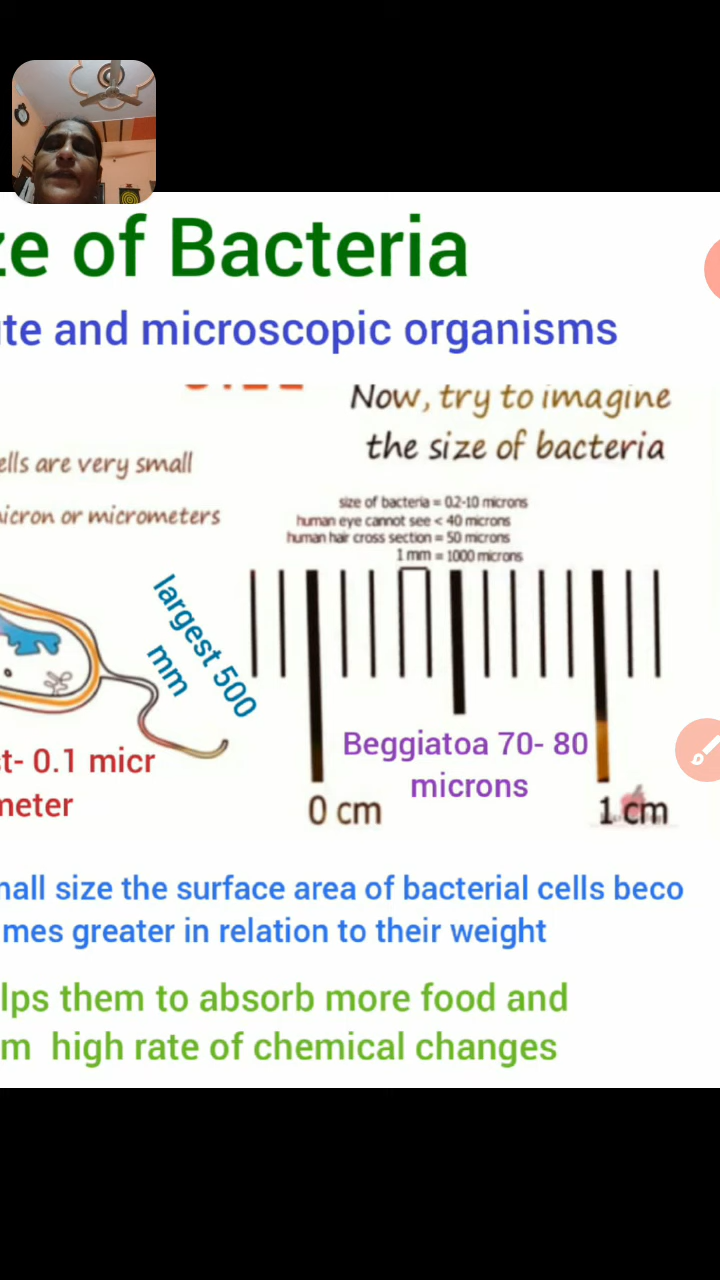 ze of Bacteria
ute and microscopic organisms
Now, try to imagine
the size of bacteria
ells are very small
micron or micrometers
size of bacteria = 0.2-10 microns
human eye cannot see < 40 microns
human hair cross section = 50 microns
1 mm = 1000 microns
largest 500
mm
t- 0.1 micr
meter
Beggiatoa 70- 80
microns
0 cm
1 cm
nall size the surface area of bacterial cells beco
mes greater in relation to their weight
lps them to absorb more food and
m high rate of chemical changes